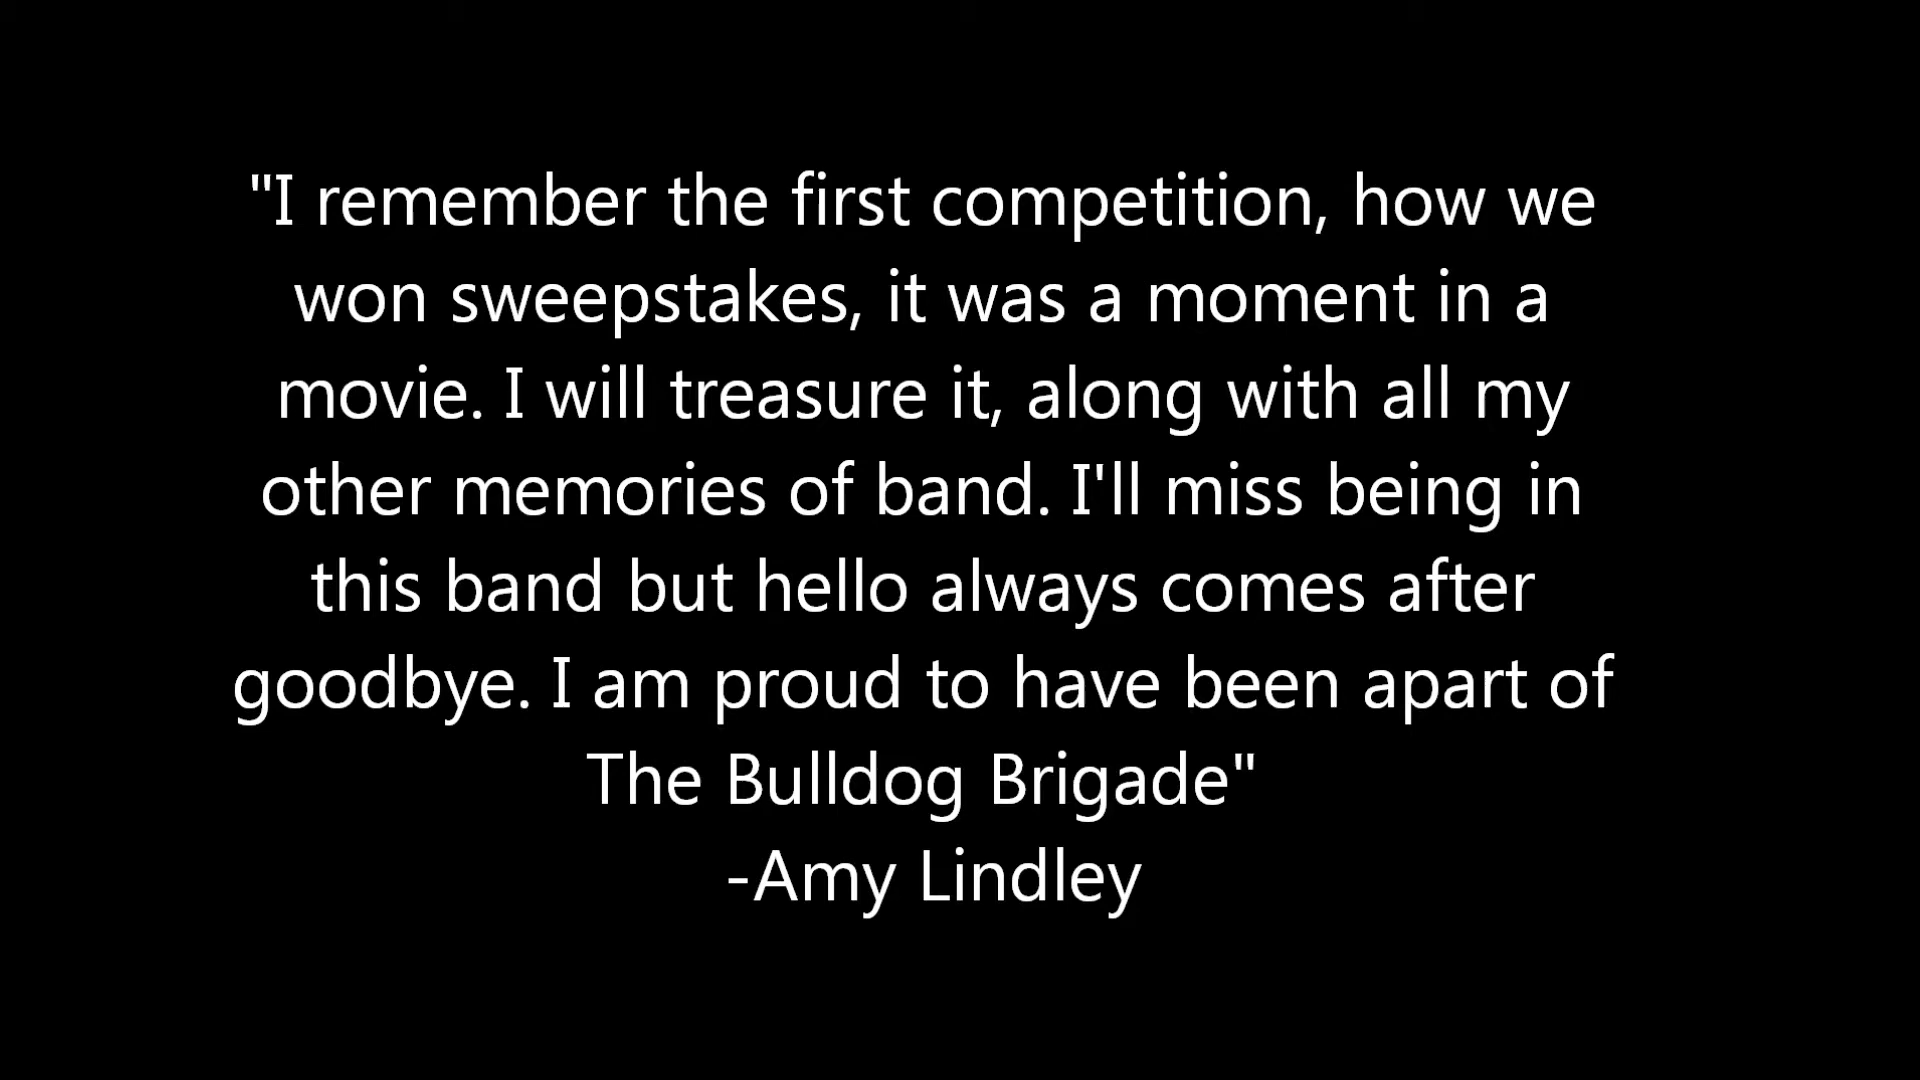 "I remember the first competition, how we
won sweepstakes, it was a moment in a
movie. I will treasure it, along with all my
other memories of band. I'll miss being in
this band but hello always comes after
goodbye. I am proud to have been apart of
The Bulldog Brigade"
-Amy Lindley